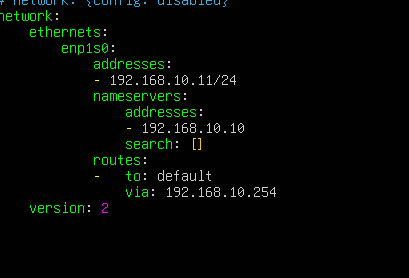 # network: {config: disabled}
network:
    ethernets:
        enp1s0:
            addresses:
            - 192.168.10.11/24
            nameservers:
                addresses:
                - 192.168.10.10
                search: []
            routes:
            -   to: default
                via: 192.168.10.254
    version: 2